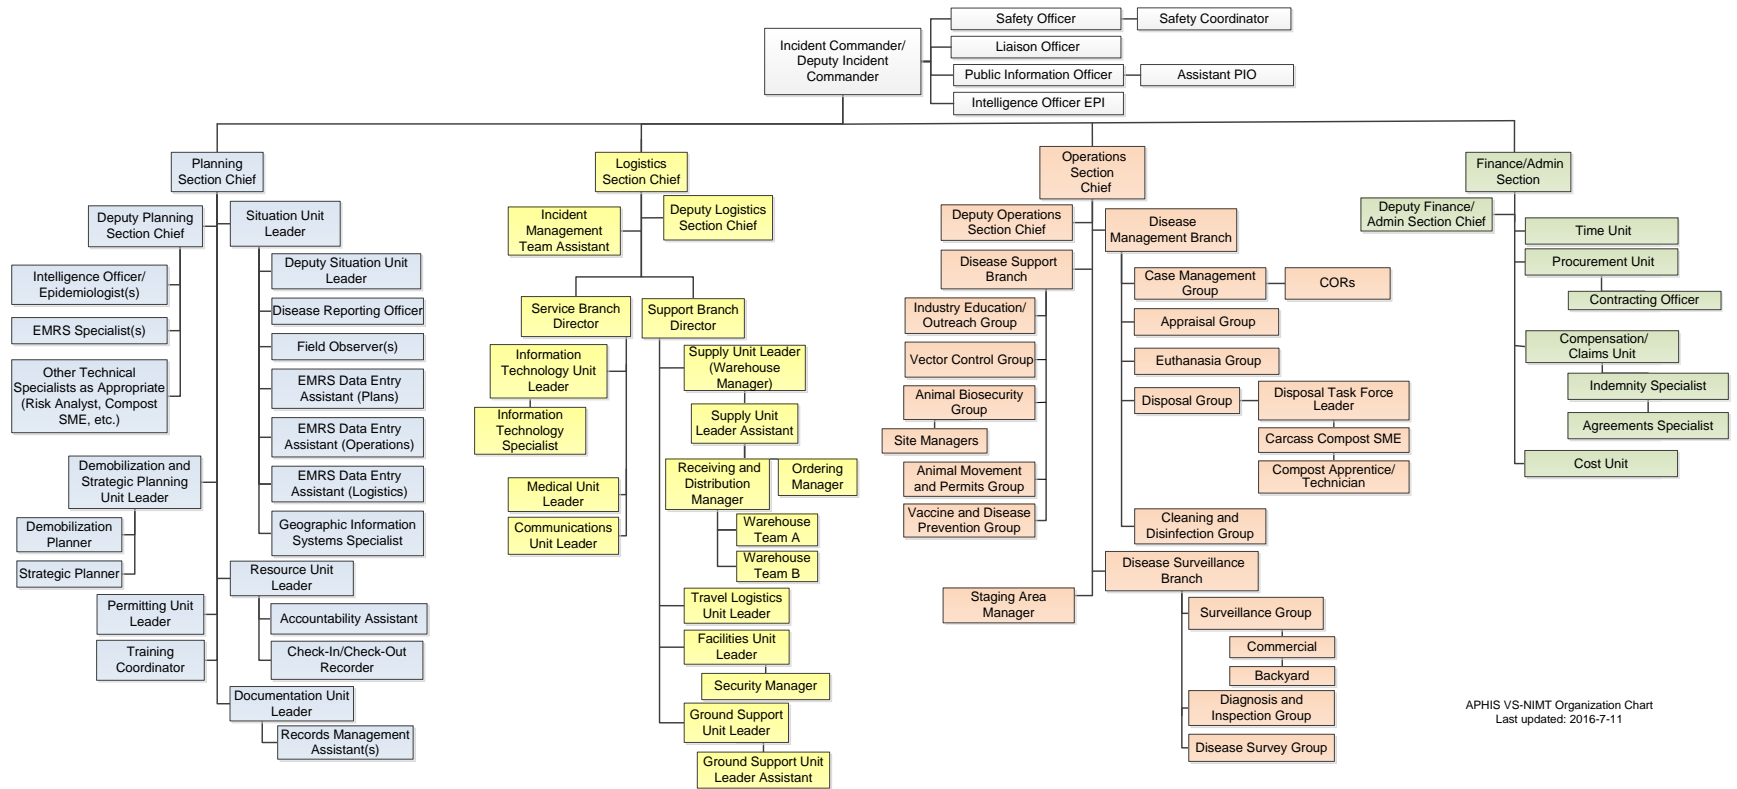 Safety Officer
Safety Coordinator
Incident Commander/
Deputy Incident
Commander
Liaison Officer
Public Information Officer
Assistant PIO
Intelligence Officer EPI
Planning
Section Chief
Deputy Planning
Section Chief
Intelligence Officer/
Epidemiologist(s)
EMRS Specialist(s)
Other Technical
Specialists as Appropriate
(Risk Analyst, Compost
SME, etc.)
Situation Unit
Leader
Deputy Situation Unit
Leader
Disease Reporting Officer
Field Observer(s)
EMRS Data Entry
Assistant (Plans)
EMRS Data Entry
Assistant (Operations)
EMRS Data Entry
Assistant (Logistics)
Geographic Information
Systems Specialist
Demobilization and
Strategic Planning
Unit Leader
Demobilization
Planner
Strategic Planner
Resource Unit
Leader
Accountability Assistant
Check-In/Check-Out
Recorder
Permitting Unit
Leader
Training
Coordinator
Documentation Unit
Leader
Records Management
Assistant(s)
Logistics
Section Chief
Incident
Management
Team Assistant
Deputy Logistics
Section Chief
Service Branch
Director
Information
Technology Unit
Leader
Information
Technology
Specialist
Medical Unit
Leader
Communications
Unit Leader
Support Branch
Director
Supply Unit Leader
(Warehouse
Manager)
Supply Unit
Leader Assistant
Receiving and
Distribution
Manager
Ordering
Manager
Warehouse
Team A
Warehouse
Team B
Travel Logistics
Unit Leader
Facilities Unit
Leader
Security Manager
Ground Support
Unit Leader
Ground Support Unit
Leader Assistant
Operations
Section
Chief
Deputy Operations
Section Chief
Disease Support
Branch
Industry Education/
Outreach Group
Vector Control Group
Animal Biosecurity
Group
Site Managers
Animal Movement
and Permits Group
Vaccine and Disease
Prevention Group
Staging Area
Manager
Disease
Management Branch
Case Management
Group
CORs
Appraisal Group
Euthanasia Group
Disposal Group
Disposal Task Force
Leader
Carcass Compost SME
Compost Apprentice/
Technician
Cleaning and
Disinfection Group
Disease Surveillance
Branch
Surveillance Group
Commercial
Backyard
Diagnosis and
Inspection Group
Disease Survey Group
Finance/Admin
Section
Deputy Finance/
Admin Section Chief
Time Unit
Procurement Unit
Contracting Officer
Compensation/
Claims Unit
Indemnity Specialist
Agreements Specialist
Cost Unit
APHIS VS-NIMT Organization Chart
Last updated: 2016-7-11